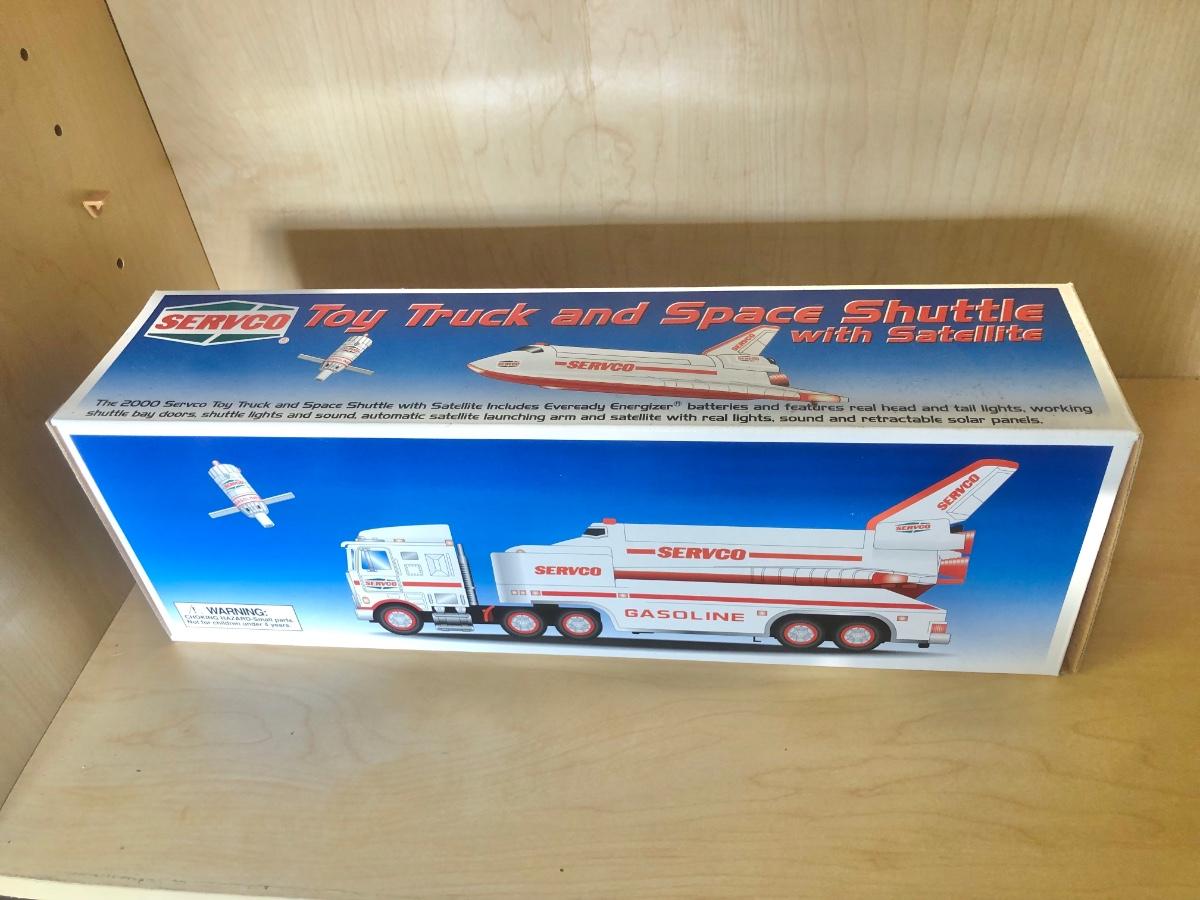 SERVCO®
Toy Truck and Space Shuttle
with Satellite
SERVCO
SERVCO
The 2000 Servco Toy Truck and Space Shuttle with Satellite Includes Eveready Energizer® batteries and features real head and tail lights, working
shuttle bay doors, shuttle lights and sound, automatic satellite launching arm and satellite with real lights, sound and retractable solar panels.
SERVCO
SERVCO
SERVCO
SERVCO
SERVCO
GASOLINE
⚠ WARNING:
CHOKING HAZARD-Small parts.
Not for children under 3 years.